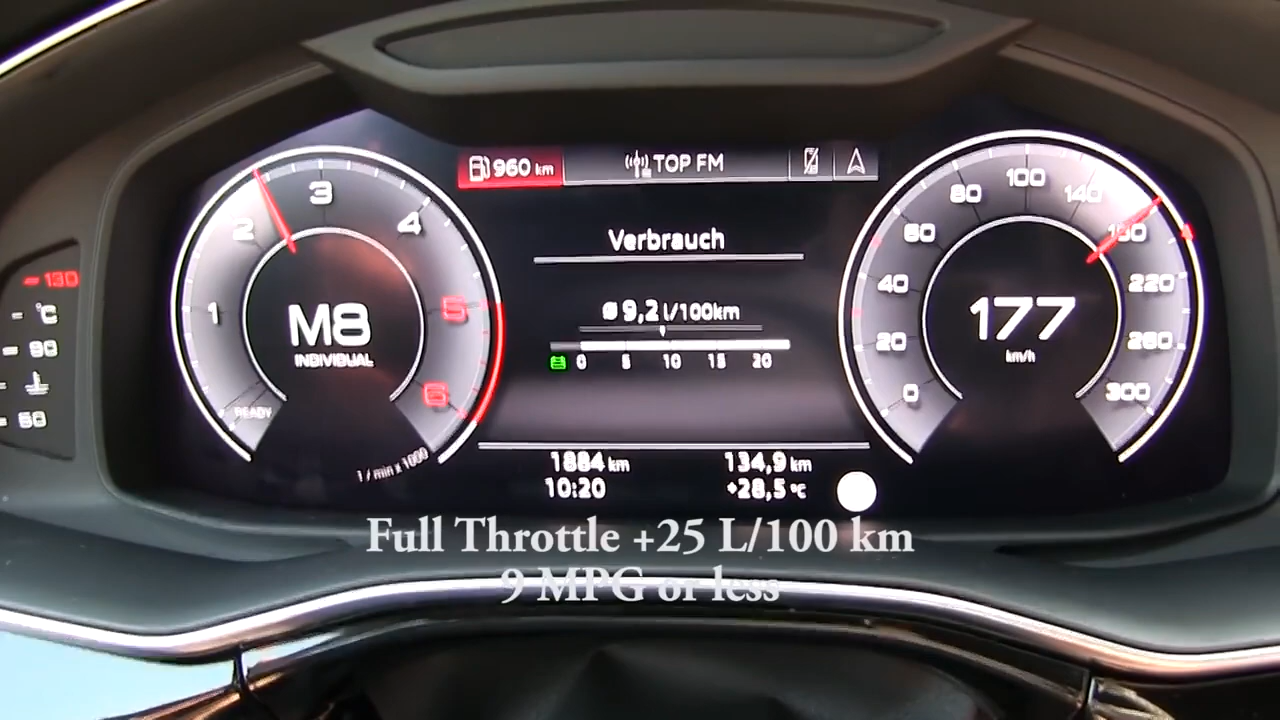 960 km
TOP FM
Verbrauch
ø 9,2 l/100km
0 5 10 15 20
1884 km
134,9 km
10:20
+28,5 °C
1
2
3
4
5
6
M8
INDIVIDUAL
READY
1 / min x 1000
0
20
40
60
80
100
140
180
220
260
300
177
km/h
130
°C
90
60
Full Throttle +25 L/100 km
9 MPG or less